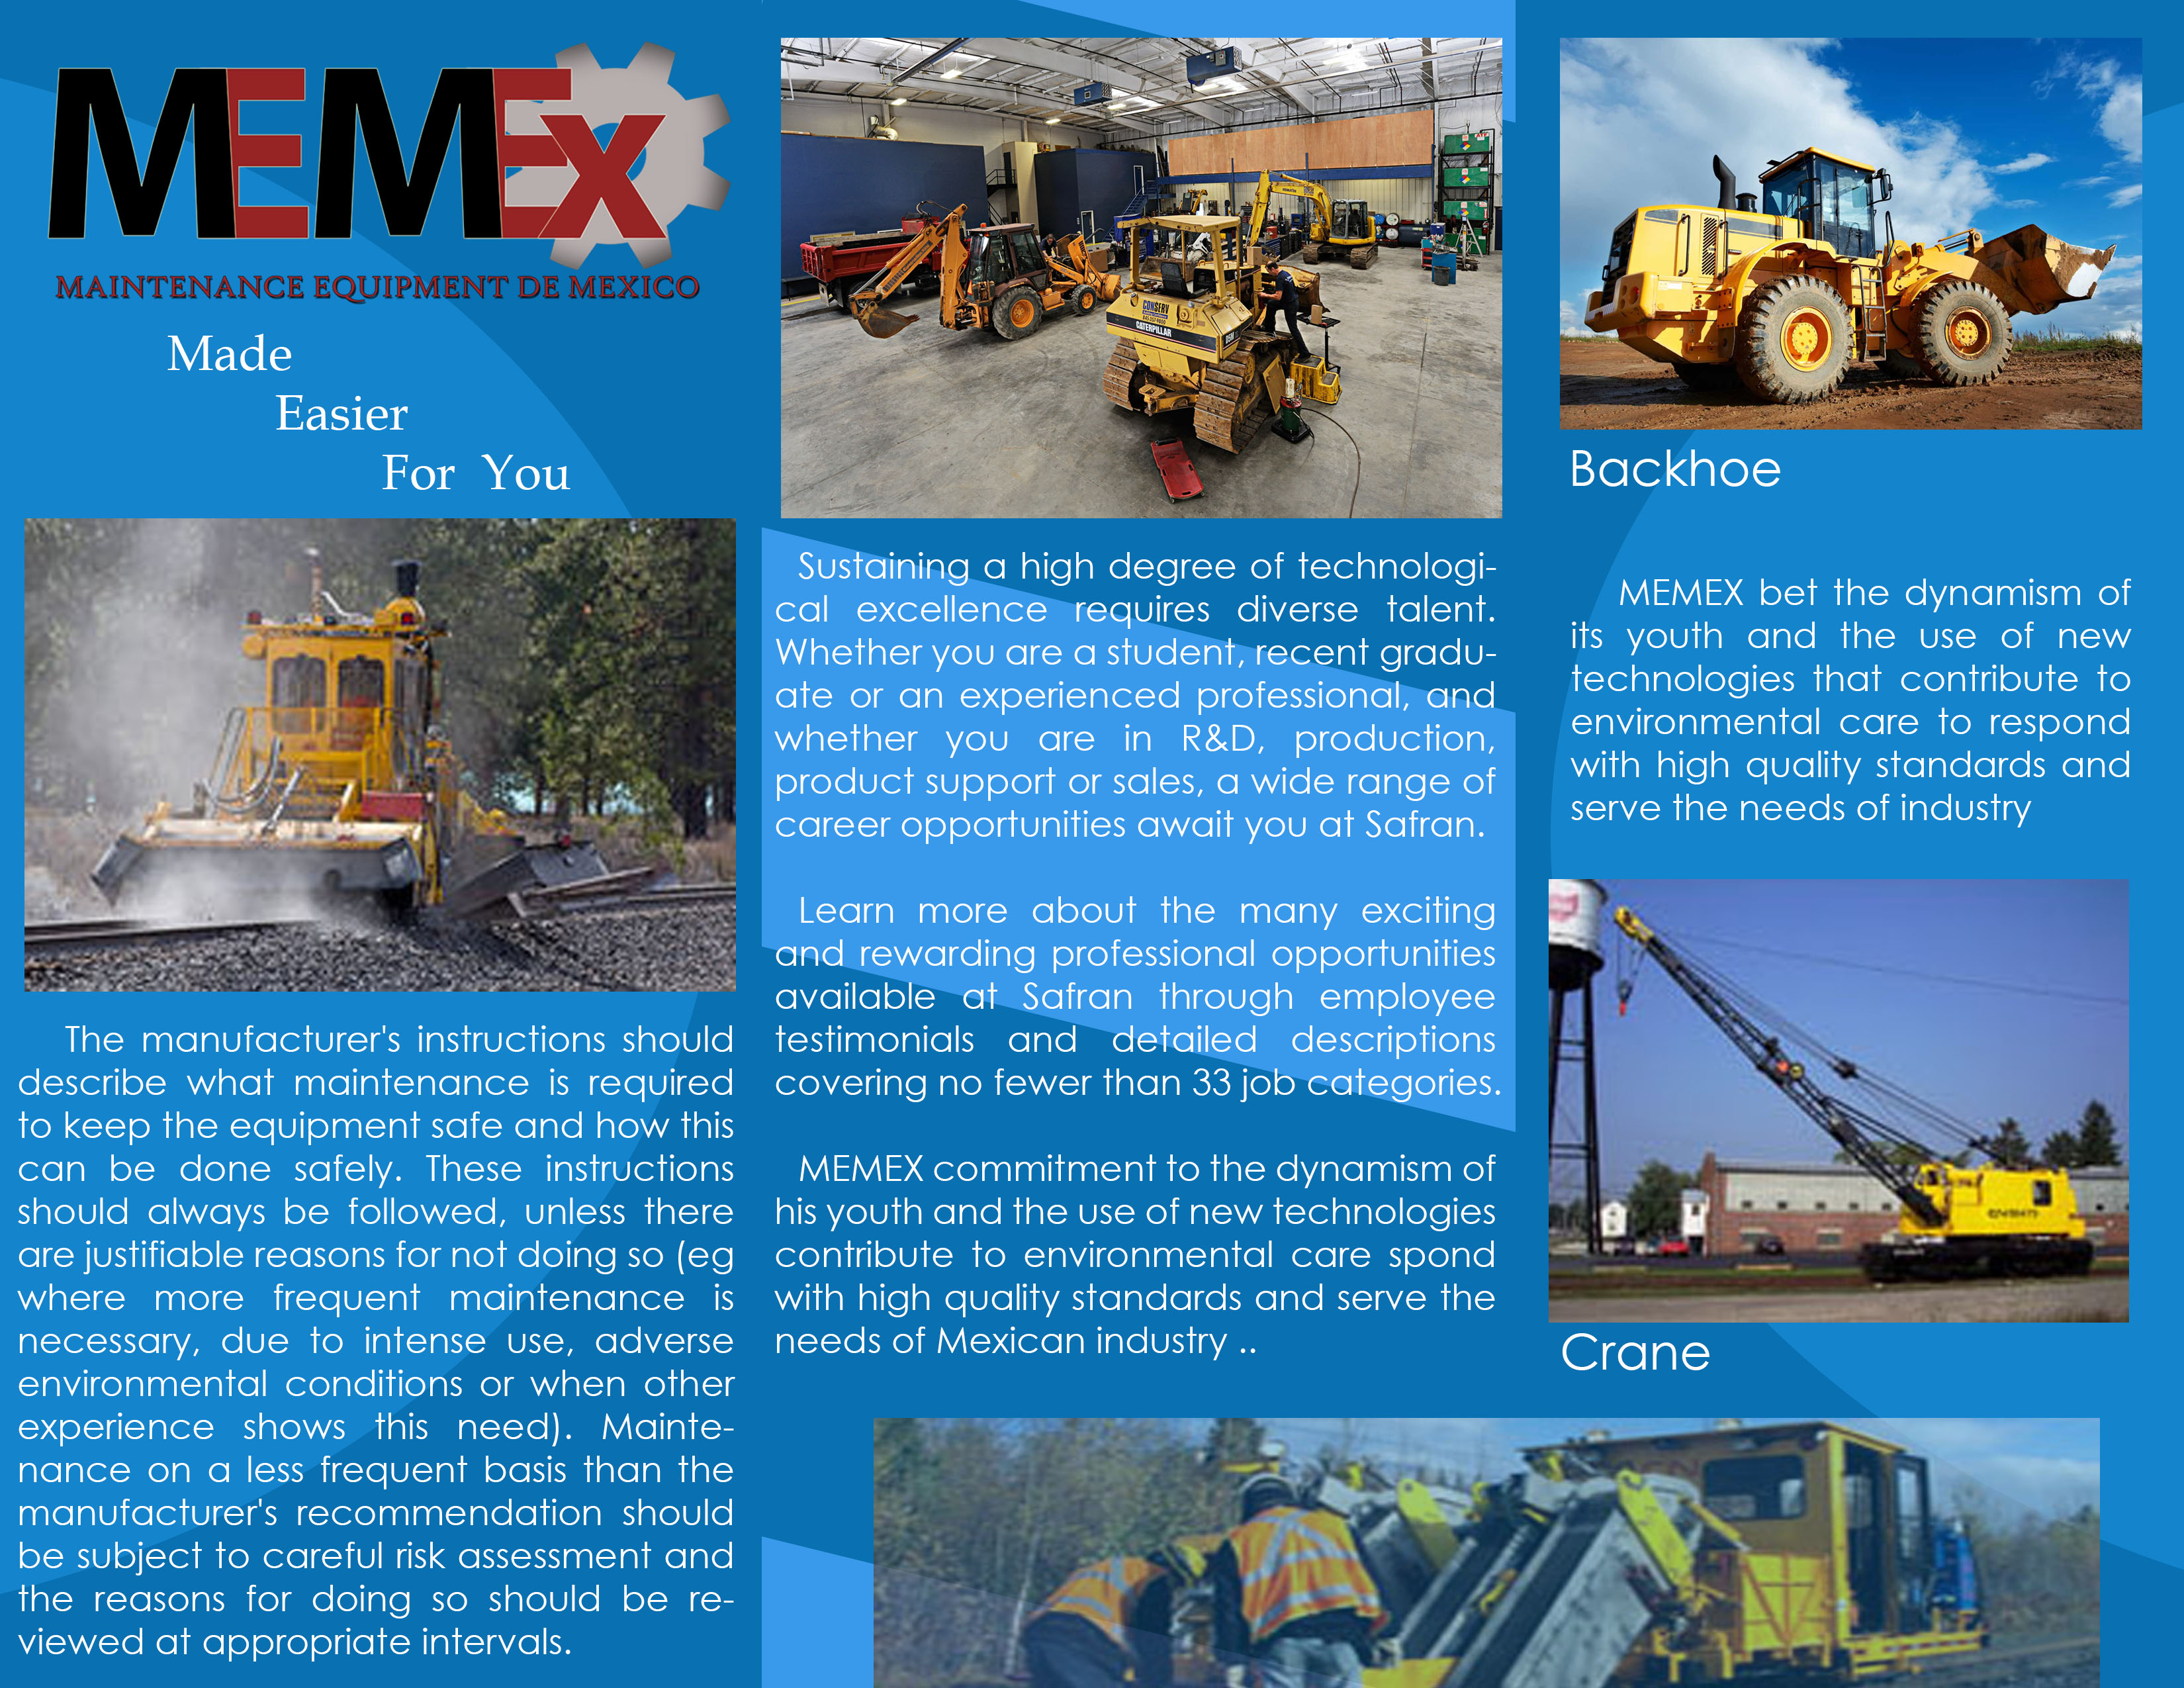 MEMEx
MAINTENANCE EQUIPMENT DE MEXICO
Made
Easier
For You
The manufacturer's instructions should
describe what maintenance is required
to keep the equipment safe and how this
can be done safely. These instructions
should always be followed, unless there
are justifiable reasons for not doing so (eg
where more frequent maintenance is
necessary, due to intense use, adverse
environmental conditions or when other
experience shows this need). Mainte-
nance on a less frequent basis than the
manufacturer's recommendation should
be subject to careful risk assessment and
the reasons for doing so should be re-
viewed at appropriate intervals.
CONSERV
CATERPILLAR
Sustaining a high degree of technologi-
cal excellence requires diverse talent.
Whether you are a student, recent gradu-
ate or an experienced professional, and
whether you are in R&D, production,
product support or sales, a wide range of
career opportunities await you at Safran.
Learn more about the many exciting
and rewarding professional opportunities
available at Safran through employee
testimonials and detailed descriptions
covering no fewer than 33 job categories.
MEMEX commitment to the dynamism of
his youth and the use of new technologies
contribute to environmental care spond
with high quality standards and serve the
needs of Mexican industry ..
Backhoe
MEMEX bet the dynamism of
its youth and the use of new
technologies that contribute to
environmental care to respond
with high quality standards and
serve the needs of industry
Crane